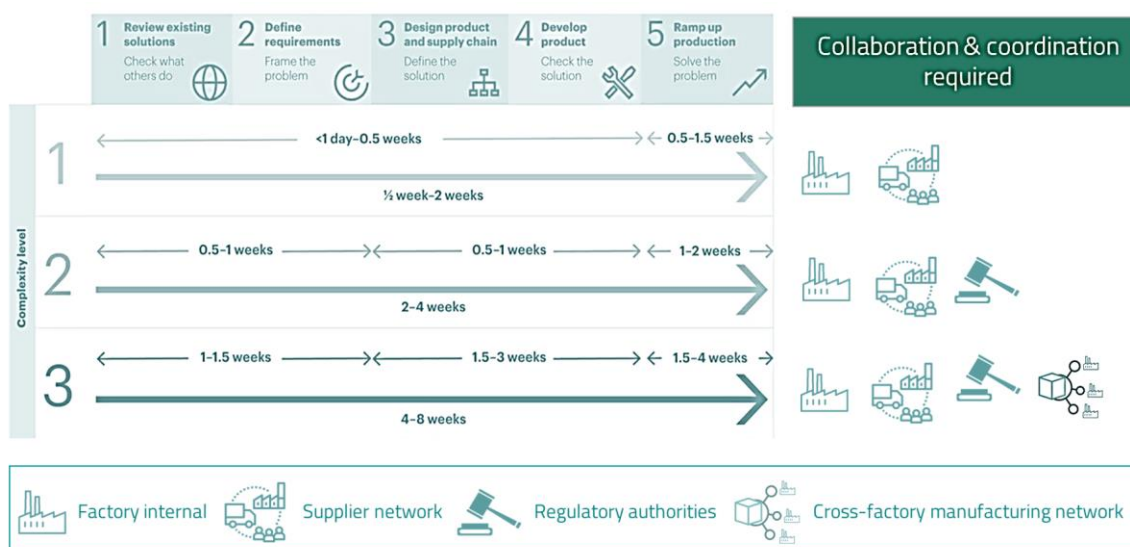 1 Review existing
solutions
Check what
others do
2 Define
requirements
Frame the
problem
3 Design product
and supply chain
Define the
solution
4 Develop
product
Check the
solution
5 Ramp up
production
Solve the
problem
Collaboration & coordination
required
Complexity level
1
<1 day–0.5 weeks
0.5–1.5 weeks
½ week–2 weeks
2
0.5–1 weeks
0.5–1 weeks
1–2 weeks
2–4 weeks
3
1–1.5 weeks
1.5–3 weeks
1.5–4 weeks
4–8 weeks
Factory internal
Supplier network
Regulatory authorities
Cross-factory manufacturing network